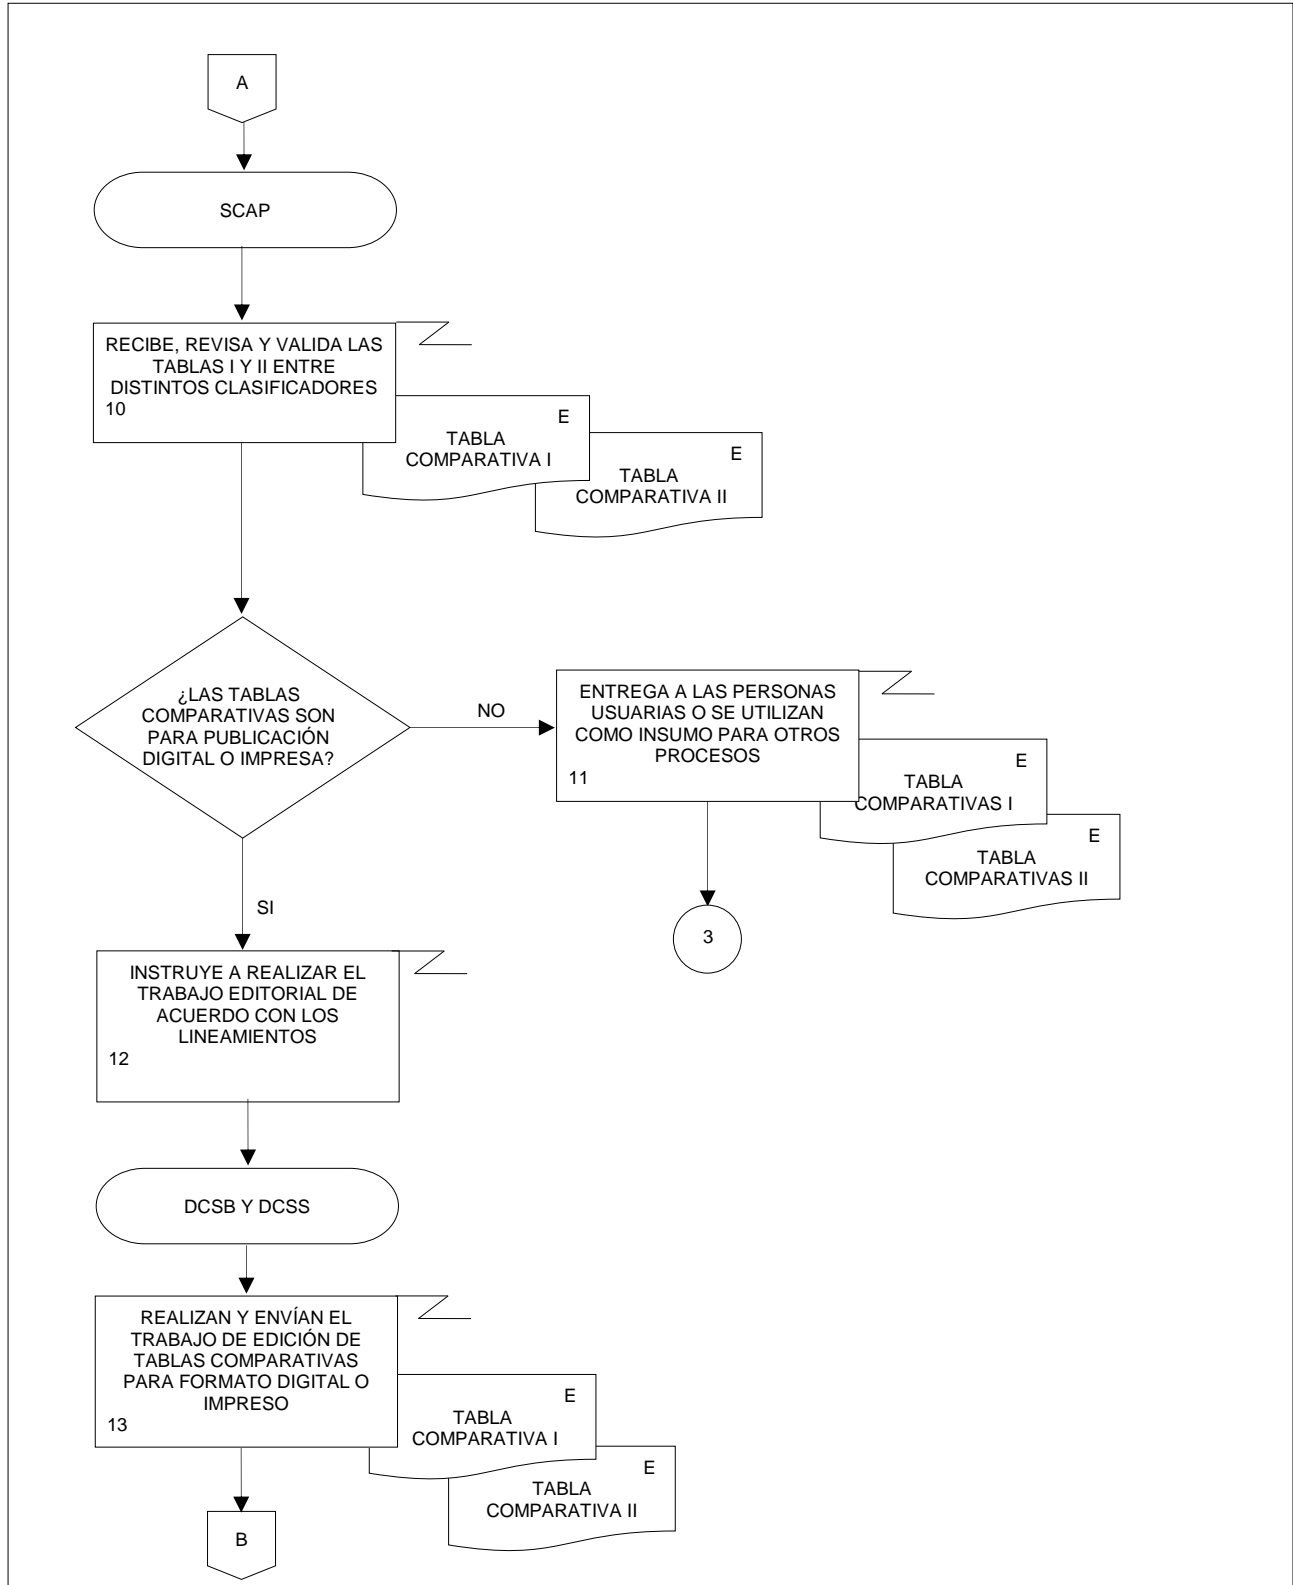 A
SCAP
RECIBE, REVISA Y VALIDA LAS
TABLAS I Y II ENTRE
DISTINTOS CLASIFICADORES
10
E
TABLA
COMPARATIVA I
E
TABLA
COMPARATIVA II
¿LAS TABLAS
COMPARATIVAS SON
PARA PUBLICACIÓN
DIGITAL O IMPRESA?
NO
ENTREGA A LAS PERSONAS
USUARIAS O SE UTILIZAN
COMO INSUMO PARA OTROS
PROCESOS
11
E
TABLA
COMPARATIVAS I
E
TABLA
COMPARATIVAS II
3
SI
INSTRUYE A REALIZAR EL
TRABAJO EDITORIAL DE
ACUERDO CON LOS
LINEAMIENTOS
12
DCSB Y DCSS
REALIZAN Y ENVÍAN EL
TRABAJO DE EDICIÓN DE
TABLAS COMPARATIVAS
PARA FORMATO DIGITAL O
IMPRESO
13
E
TABLA
COMPARATIVA I
E
TABLA
COMPARATIVA II
B